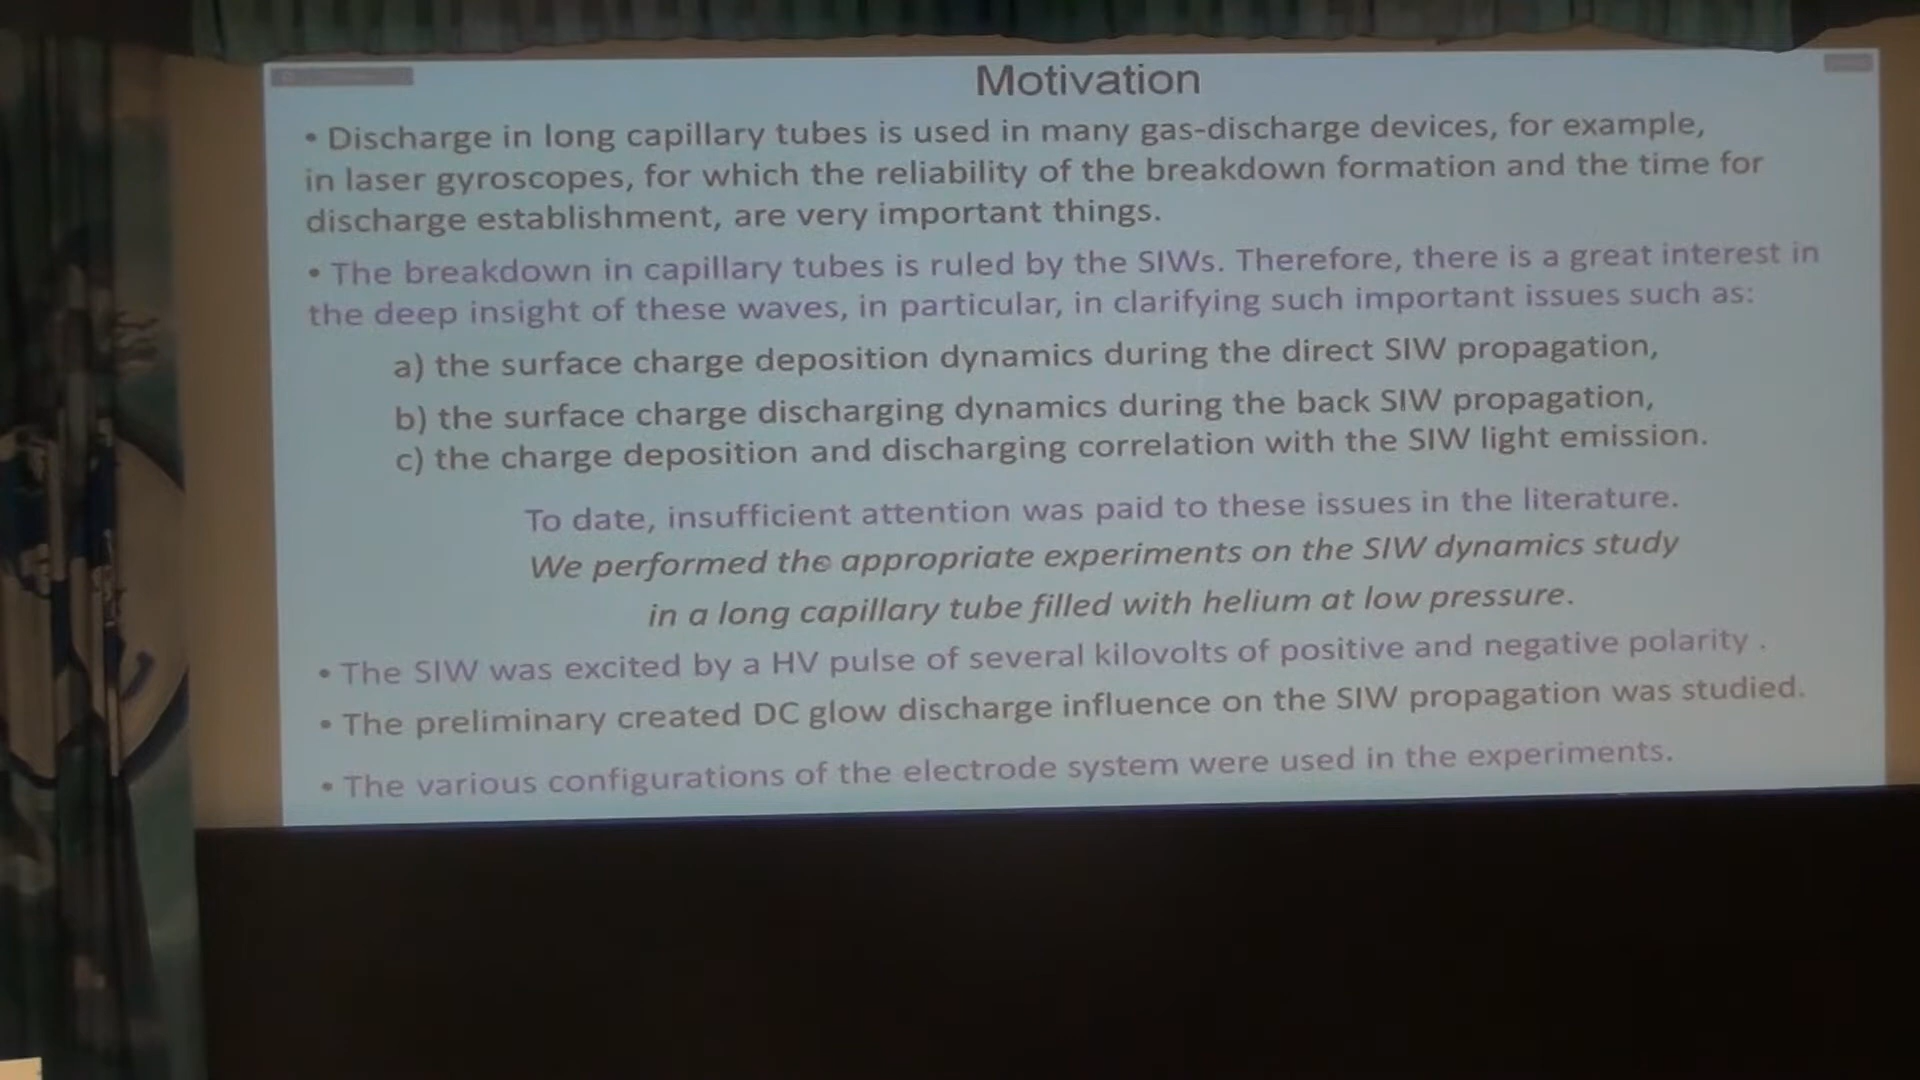 Motivation
• Discharge in long capillary tubes is used in many gas-discharge devices, for example,
in laser gyroscopes, for which the reliability of the breakdown formation and the time for
discharge establishment, are very important things.
• The breakdown in capillary tubes is ruled by the SIWs. Therefore, there is a great interest in
the deep insight of these waves, in particular, in clarifying such important issues such as:
a) the surface charge deposition dynamics during the direct SIW propagation,
b) the surface charge discharging dynamics during the back SIW propagation,
c) the charge deposition and discharging correlation with the SIW light emission.
To date, insufficient attention was paid to these issues in the literature.
We performed the appropriate experiments on the SIW dynamics study
in a long capillary tube filled with helium at low pressure.
• The SIW was excited by a HV pulse of several kilovolts of positive and negative polarity .
• The preliminary created DC glow discharge influence on the SIW propagation was studied.
• The various configurations of the electrode system were used in the experiments.